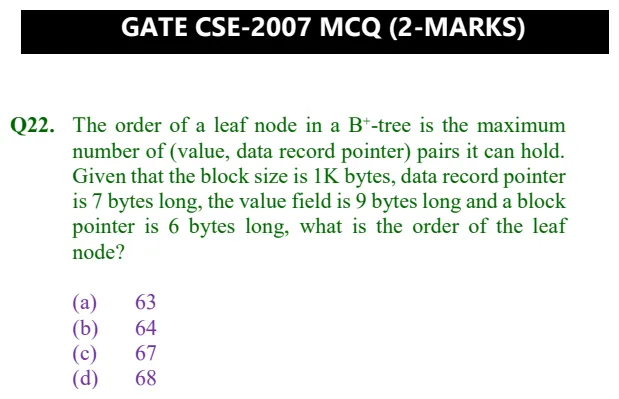 GATE CSE-2007 MCQ (2-MARKS)
Q22. The order of a leaf node in a B⁺-tree is the maximum
number of (value, data record pointer) pairs it can hold.
Given that the block size is 1K bytes, data record pointer
is 7 bytes long, the value field is 9 bytes long and a block
pointer is 6 bytes long, what is the order of the leaf
node?
(a) 63
(b) 64
(c) 67
(d) 68